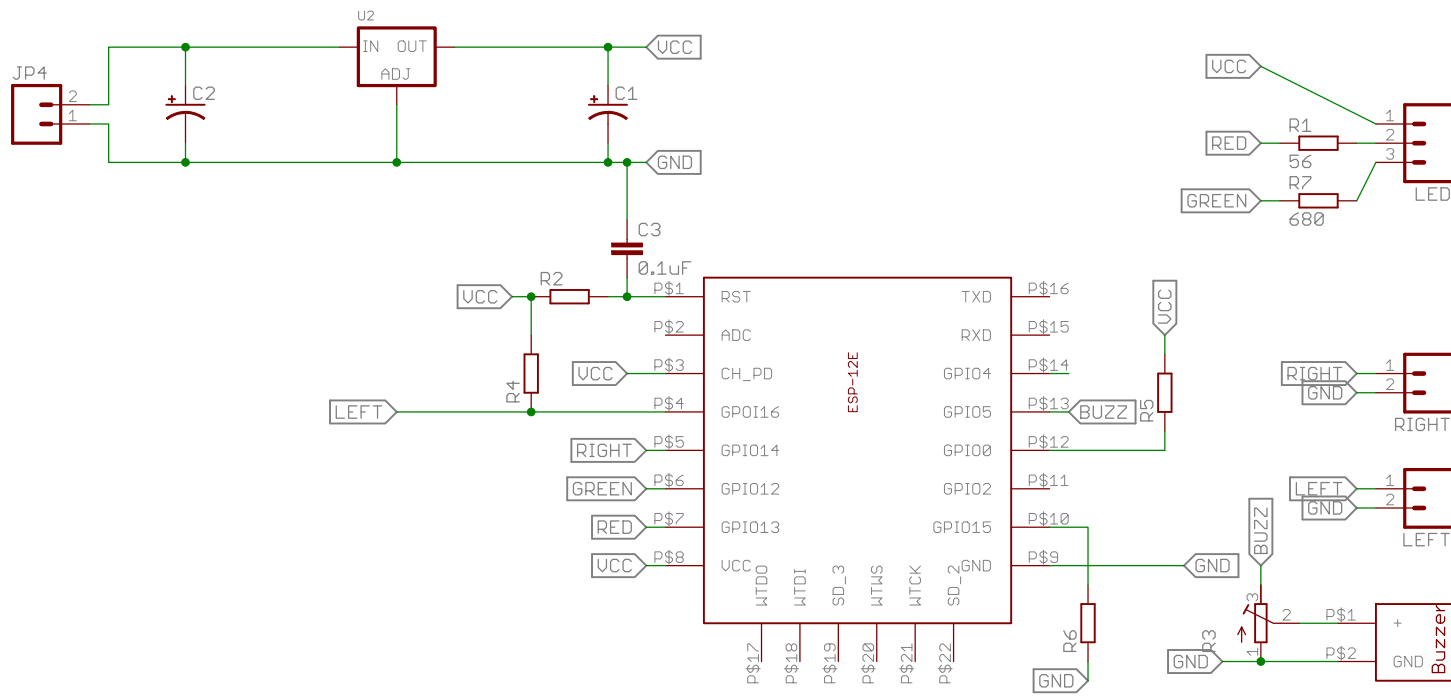 U2
IN OUT
ADJ
VCC
JP4
2
1
C2
C1
GND
VCC
RED
GREEN
R1
56
R7
680
1
2
3
LED
C3
0.1uF
R2
VCC
R4
VCC
LEFT
RIGHT
GREEN
RED
VCC
P$1
P$2
P$3
P$4
P$5
P$6
P$7
P$8
RST
ADC
CH_PD
GPOI16
GPIO14
GPIO12
GPIO13
VCC
ESP-12E
TXD
RXD
GPIO4
GPIO5
GPIO0
GPIO2
GPIO15
GND
P$16
P$15
P$14
P$13
P$12
P$11
P$10
P$9
WTDO
WTDI
SD_3
WTWS
WTCK
SD_2
P$17
P$18
P$19
P$20
P$21
P$22
BUZZ
VCC
R5
GND
R6
GND
RIGHT
GND
1
2
RIGHT
LEFT
GND
1
2
LEFT
BUZZ
3
2
1
R3
GND
P$1
P$2
+
GND
Buzzer